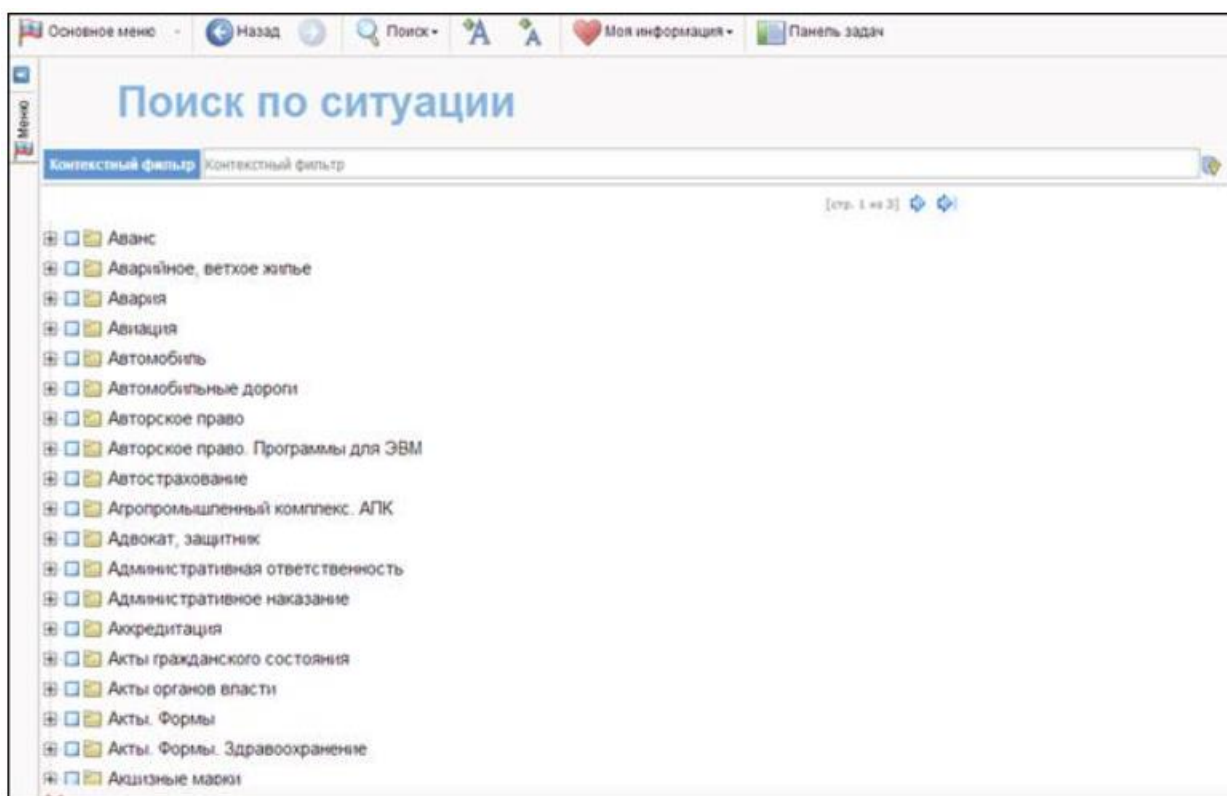 Основное меню Назад Поиск А А Моя информация Панель задач
Меню
Поиск по ситуации
Контекстный фильтр Контекстный фильтр
[стр. 1 из 3]
Аванс
Аварийное, ветхое жилье
Авария
Авиация
Автомобиль
Автомобильные дороги
Авторское право
Авторское право. Программы для ЭВМ
Автострахование
Агропромышленный комплекс. АПК
Адвокат, защитник
Административная ответственность
Административное наказание
Аккредитация
Акты гражданского состояния
Акты органов власти
Акты. Формы
Акты. Формы. Здравоохранение
Акцизные марки